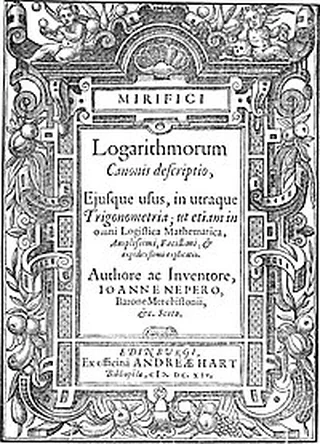 MIRIFICI
Logarithmorum
Canonis descriptio,
Ejusque usus, in utraque
Trigonometria; ut etiam in
omni Logistica Mathematica,
Amplissimi, Facillimi, &
expeditissimi explicatio.
Authore ac Inventore,
IOANNE NEPERO,
Barone Merchistonii,
&c. Scoto.
EDINBURGI,
Ex officinâ ANDREÆ HART
Bibliopolæ, CIƆ. DC. XIV.